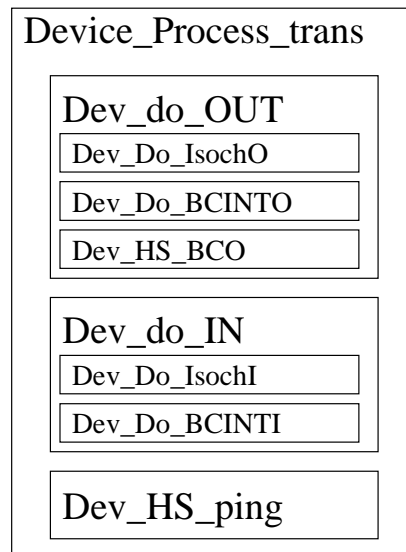 Device_Process_trans
Dev_do_OUT
Dev_Do_IsochO
Dev_Do_BCINTO
Dev_HS_BCO
Dev_do_IN
Dev_Do_IsochI
Dev_Do_BCINTI
Dev_HS_ping